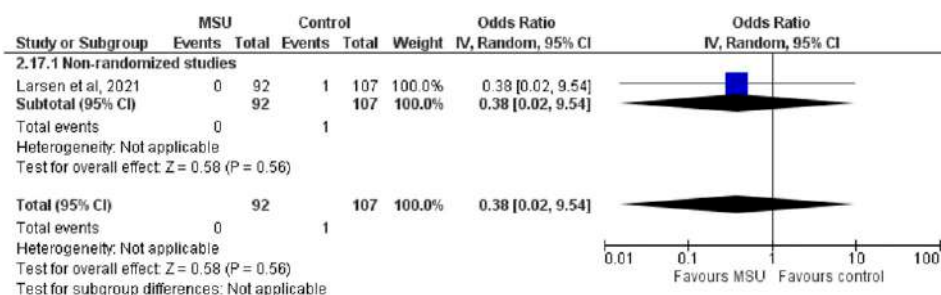 MSU Control Odds Ratio Odds Ratio
Study or Subgroup Events Total Events Total Weight IV, Random, 95% CI IV, Random, 95% CI
2.17.1 Non-randomized studies
Larsen et al, 2021 0 92 1 107 100.0% 0.38 [0.02, 9.54]
Subtotal (95% CI) 92 107 100.0% 0.38 [0.02, 9.54]
Total events 0 1
Heterogeneity: Not applicable
Test for overall effect: Z = 0.58 (P = 0.56)
Total (95% CI) 92 107 100.0% 0.38 [0.02, 9.54]
Total events 0 1
Heterogeneity: Not applicable
Test for overall effect: Z = 0.58 (P = 0.56)
Test for subgroup differences: Not applicable
0.01 0.1 1 10 100
Favours MSU Favours control